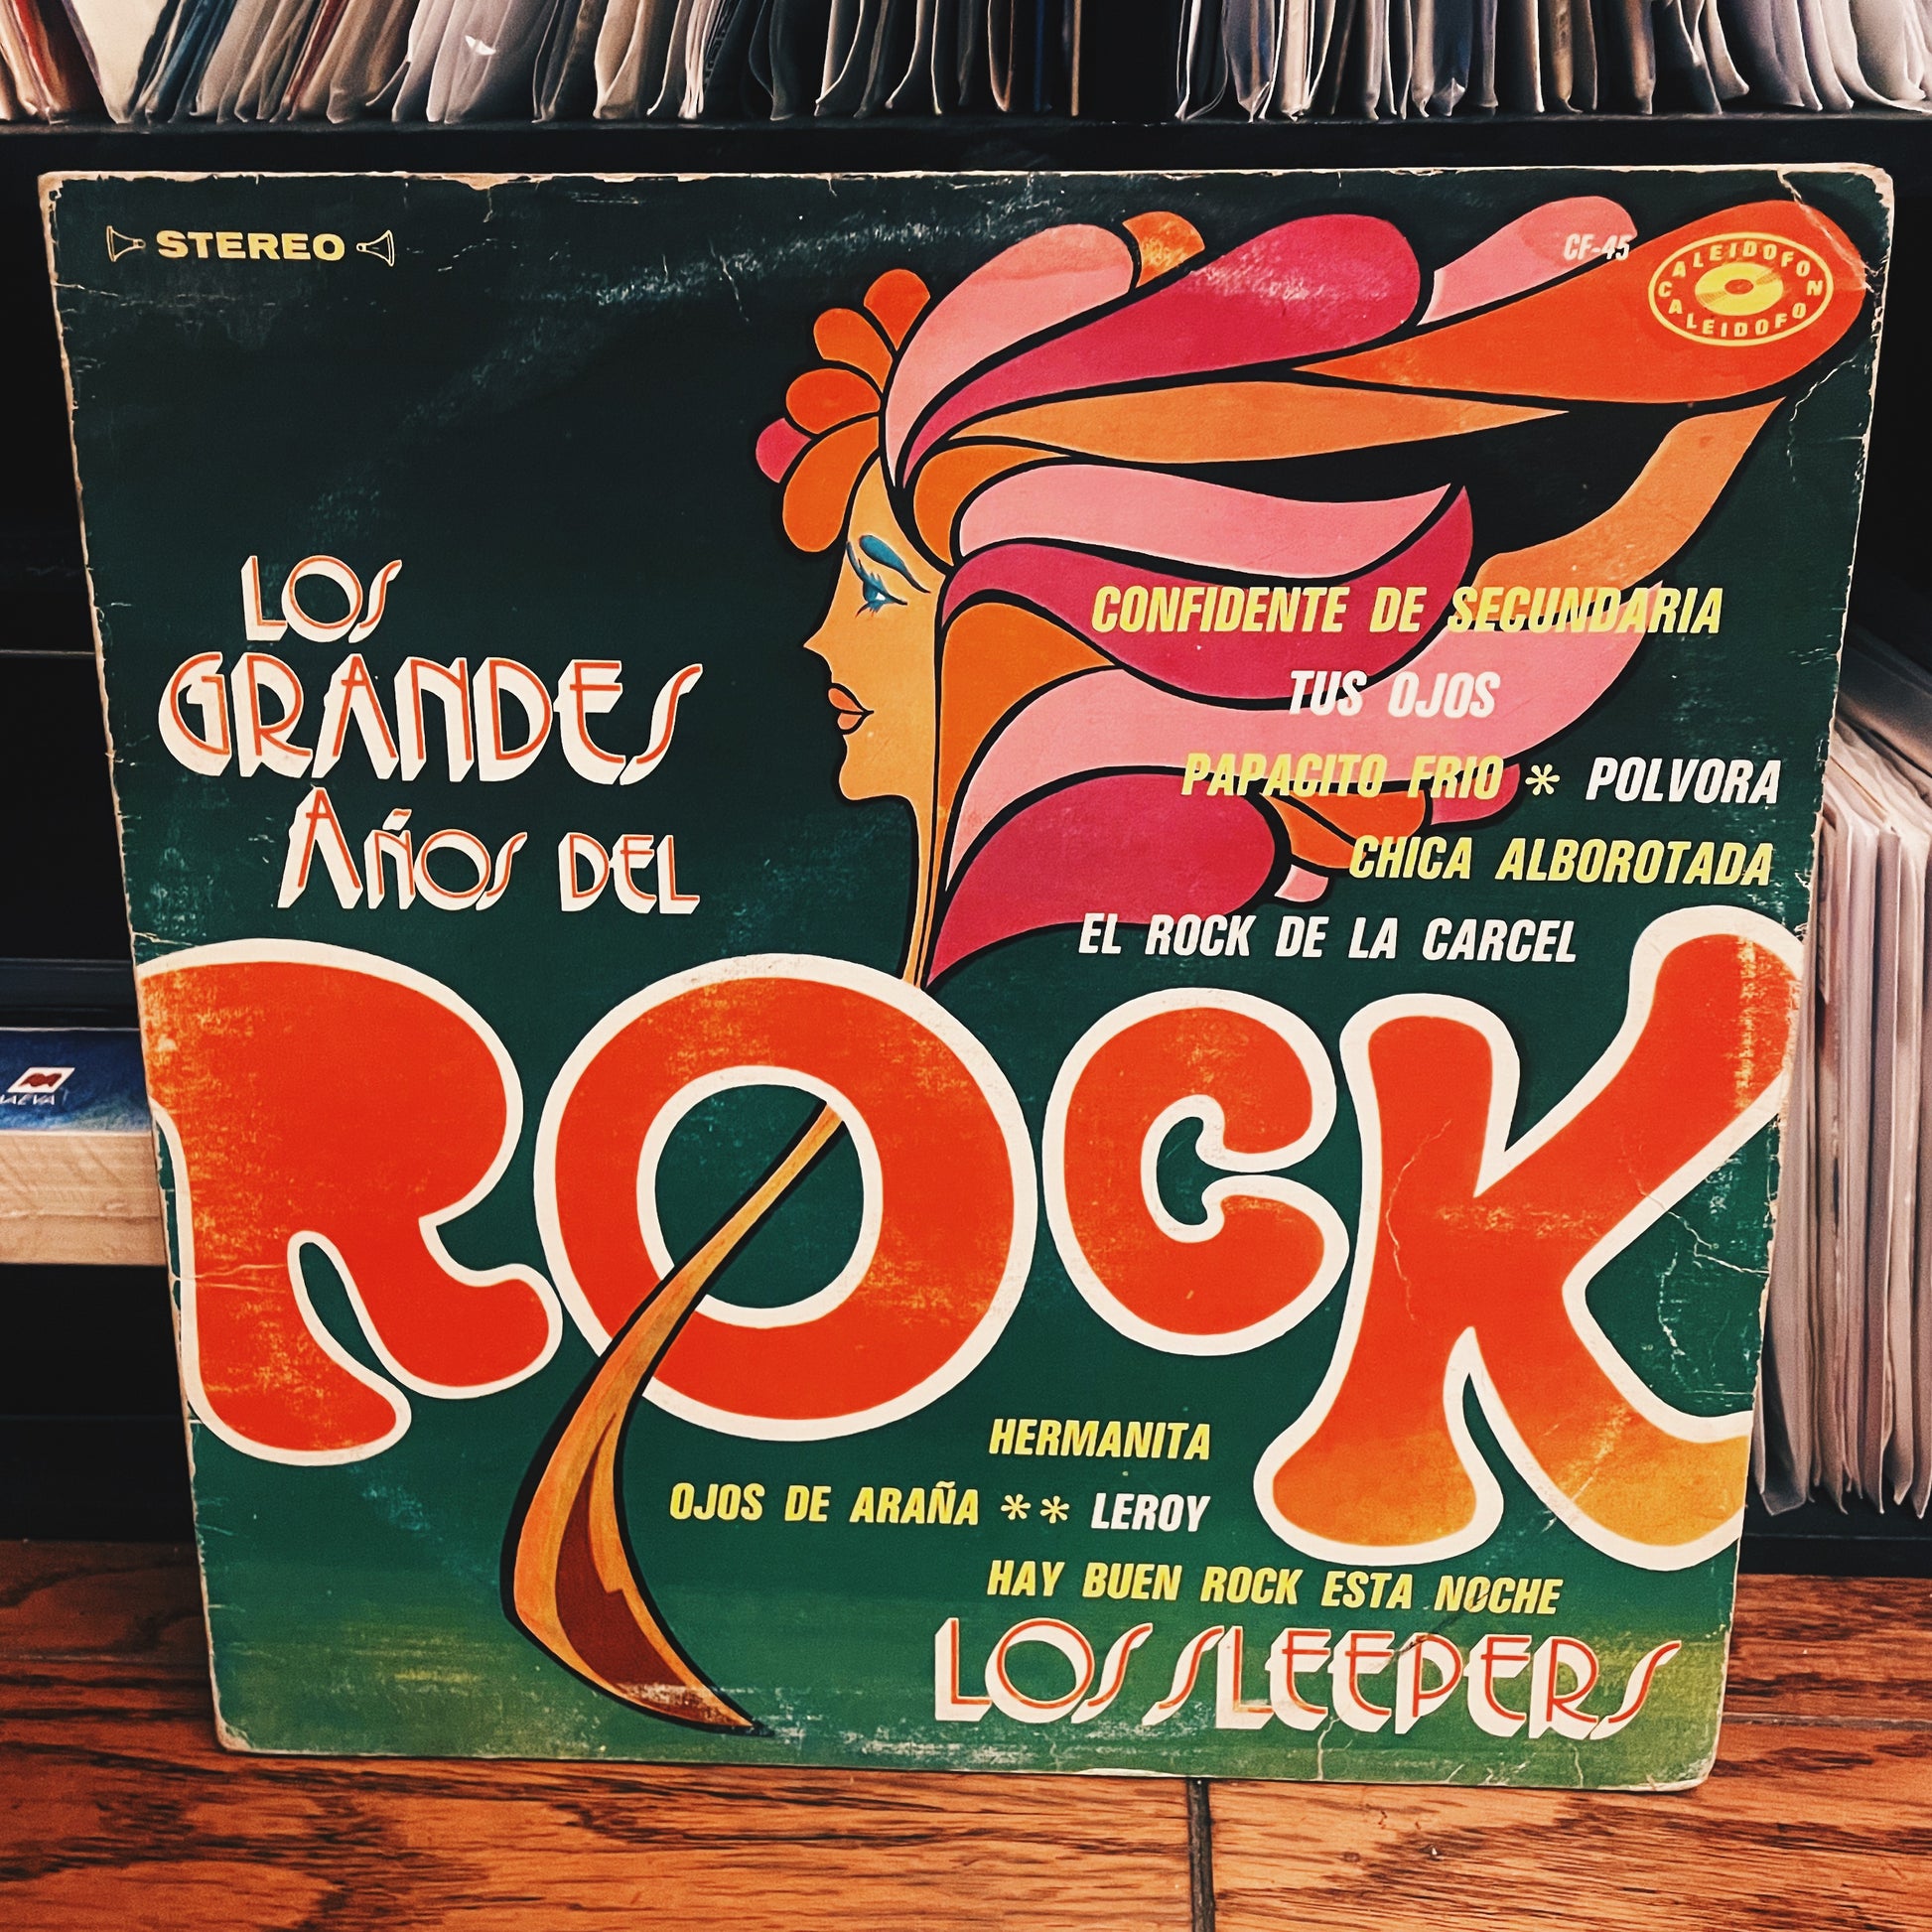 STEREO
CF-45
CALEIDOFON
CALEIDOFON
LOS
GRANDES
AÑOS DEL
ROCK
CONFIDENTE DE SECUNDARIA
TUS OJOS
PAPACITO FRIO * POLVORA
CHICA ALBOROTADA
EL ROCK DE LA CARCEL
HERMANITA
OJOS DE ARAÑA ** LEROY
HAY BUEN ROCK ESTA NOCHE
LOS SLEEPERS